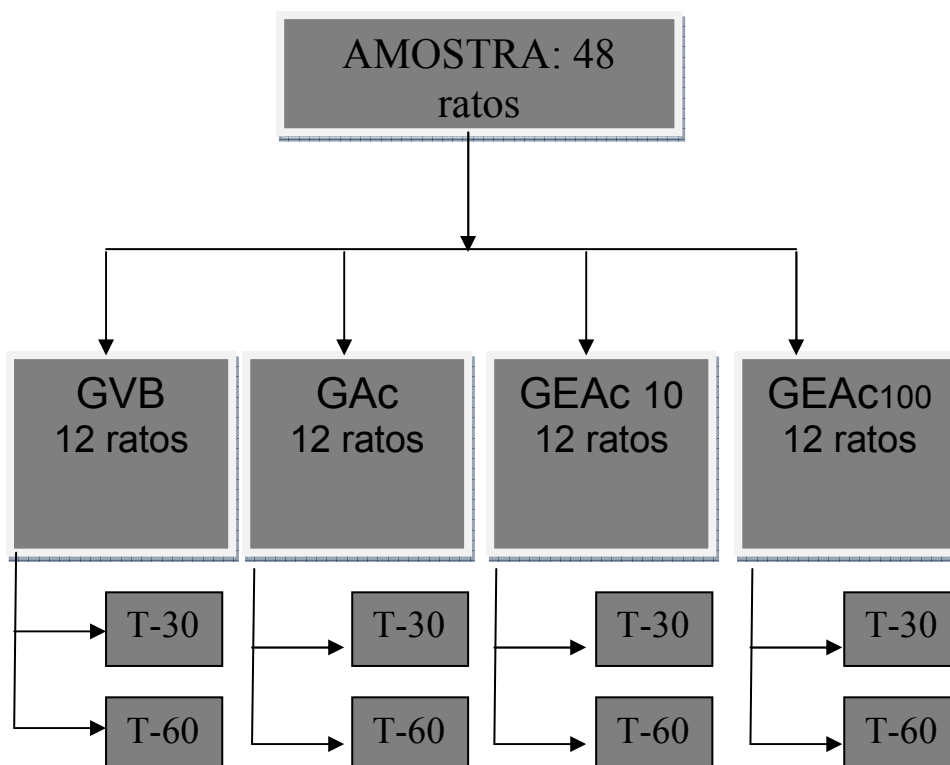 AMOSTRA: 48
ratos
GVB
12 ratos
GAc
12 ratos
GEAc 10
12 ratos
GEAc100
12 ratos
T-30
T-30
T-30
T-30
T-60
T-60
T-60
T-60